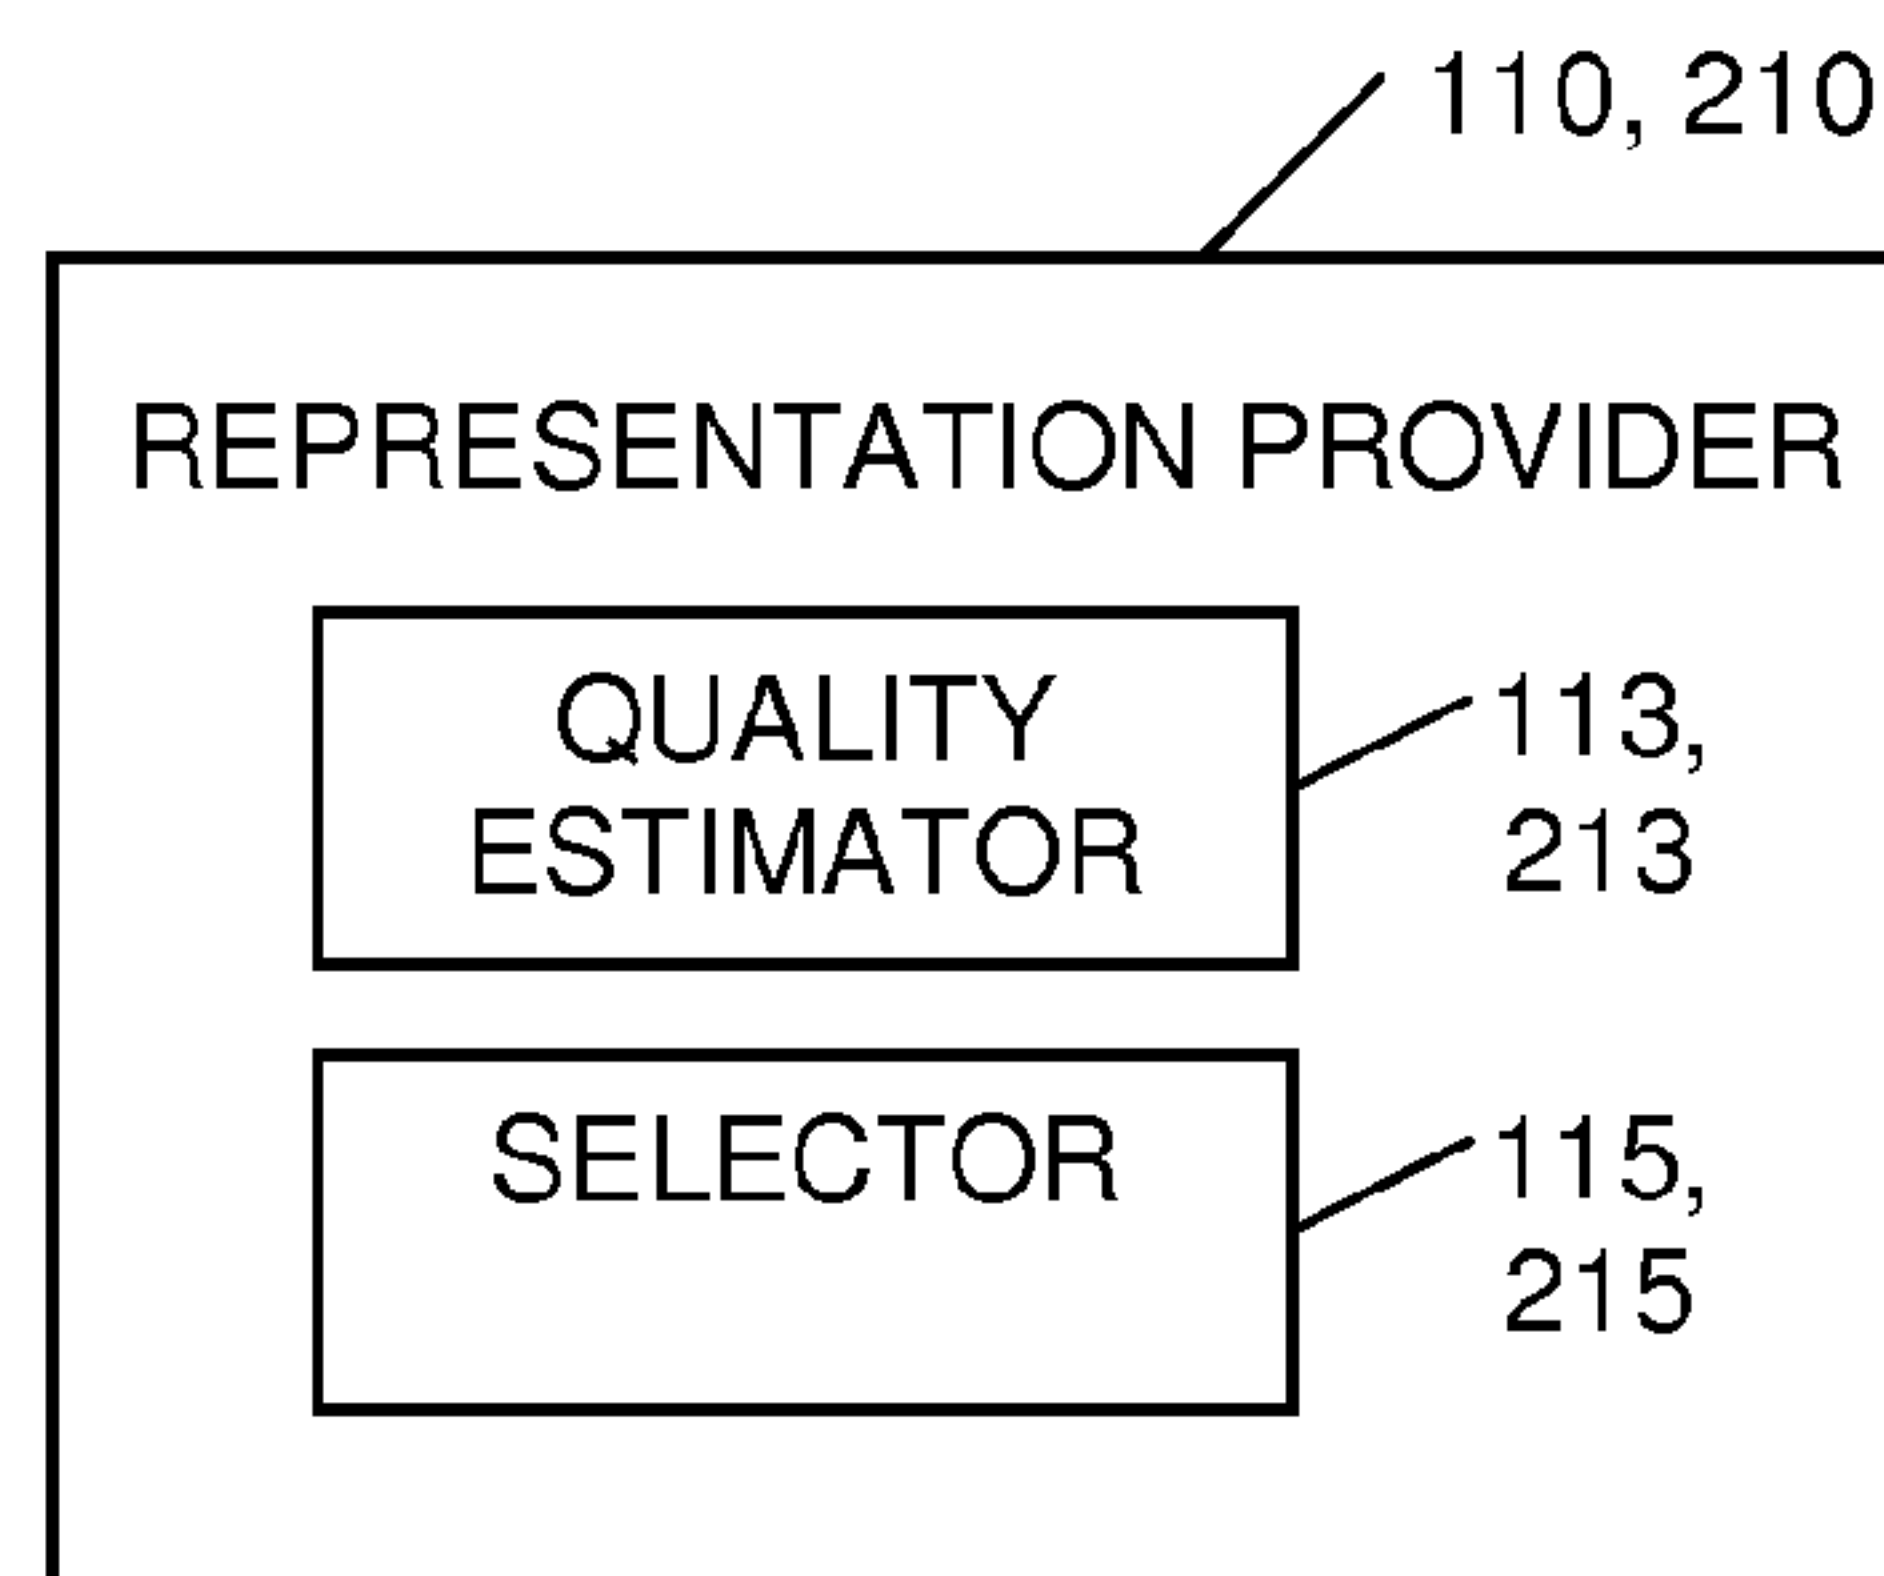 110, 210
REPRESENTATION PROVIDER
QUALITY
ESTIMATOR
113,
213
SELECTOR
115,
215